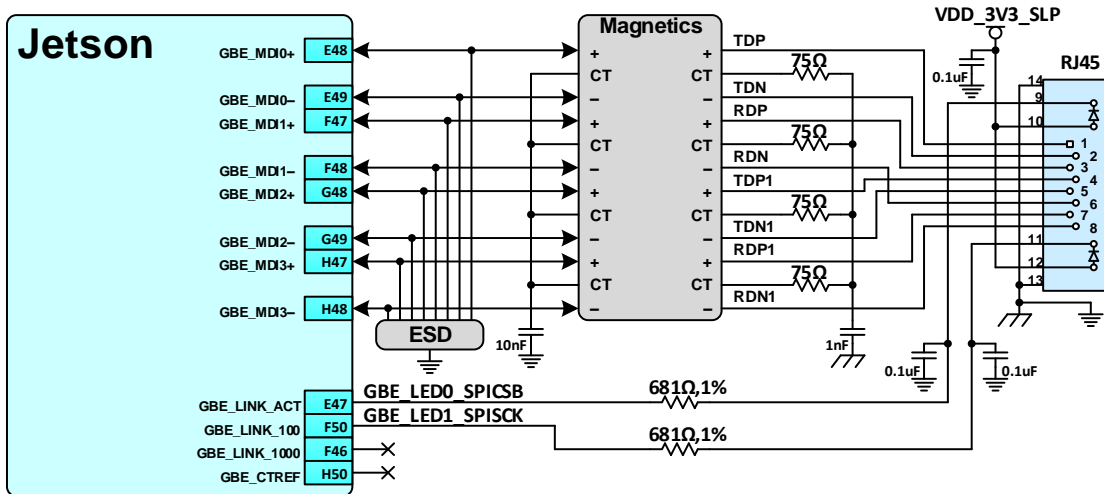 Jetson
GBE_MDI0+ E48
GBE_MDI0– E49
GBE_MDI1+ F47
GBE_MDI1– F48
GBE_MDI2+ G48
GBE_MDI2– G49
GBE_MDI3+ H47
GBE_MDI3– H48
GBE_LINK_ACT E47
GBE_LINK_100 F50
GBE_LINK_1000 F46
GBE_CTREF H50
ESD
10nF
GBE_LED0_SPICSB
GBE_LED1_SPISCK
681Ω,1%
681Ω,1%
Magnetics
+ +
CT CT
– –
+ +
CT CT
– –
+ +
CT CT
– –
+ +
CT CT
– –
TDP
75Ω
TDN
RDP
75Ω
RDN
TDP1
75Ω
TDN1
RDP1
75Ω
RDN1
1nF
VDD_3V3_SLP
0.1uF
RJ45
14
9
10
1
2
3
4
5
6
7
8
11
12
13
0.1uF
0.1uF